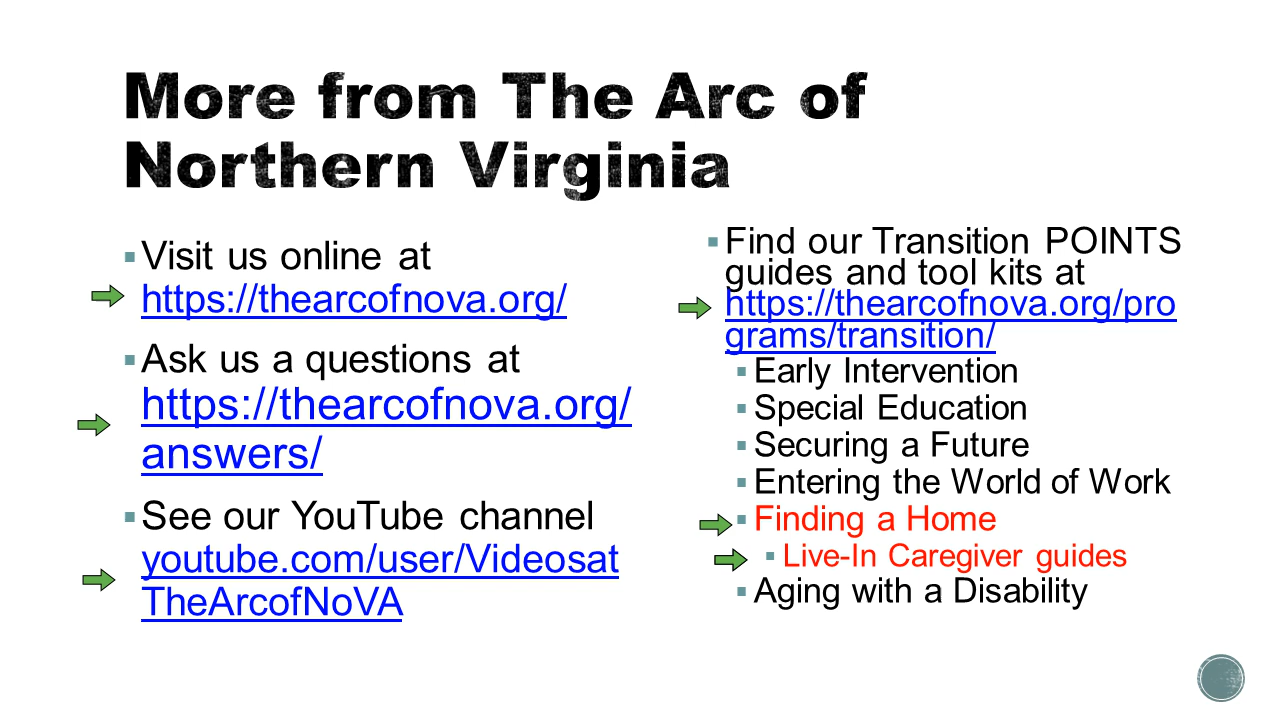 More from The Arc of
Northern Virginia
Visit us online at
https://thearcofnova.org/
Ask us a questions at
https://thearcofnova.org/
answers/
See our YouTube channel
youtube.com/user/Videosat
TheArcofNoVA
Find our Transition POINTS
guides and tool kits at
https://thearcofnova.org/pro
grams/transition/
Early Intervention
Special Education
Securing a Future
Entering the World of Work
Finding a Home
Live-In Caregiver guides
Aging with a Disability